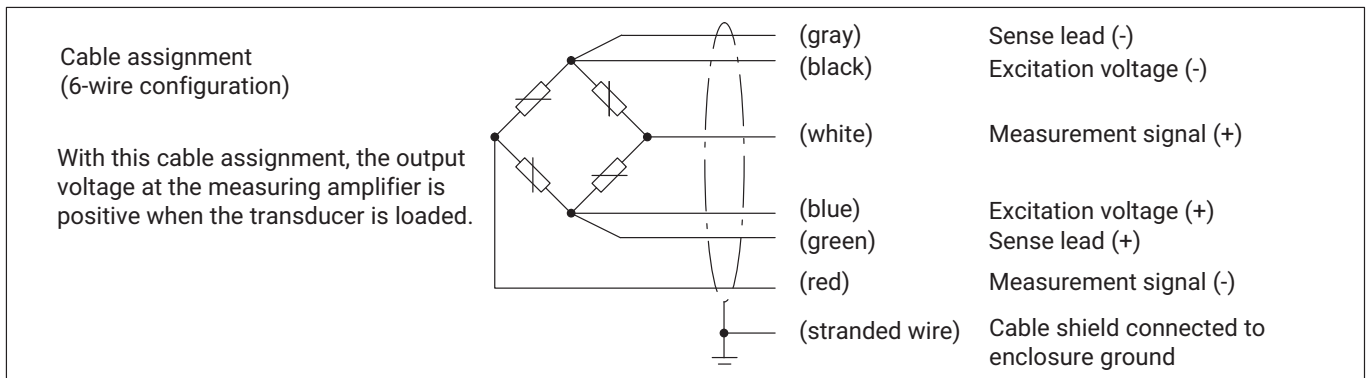 Cable assignment
(6-wire configuration)
With this cable assignment, the output
voltage at the measuring amplifier is
positive when the transducer is loaded.
(gray) Sense lead (-)
(black) Excitation voltage (-)
(white) Measurement signal (+)
(blue) Excitation voltage (+)
(green) Sense lead (+)
(red) Measurement signal (-)
(stranded wire) Cable shield connected to
enclosure ground